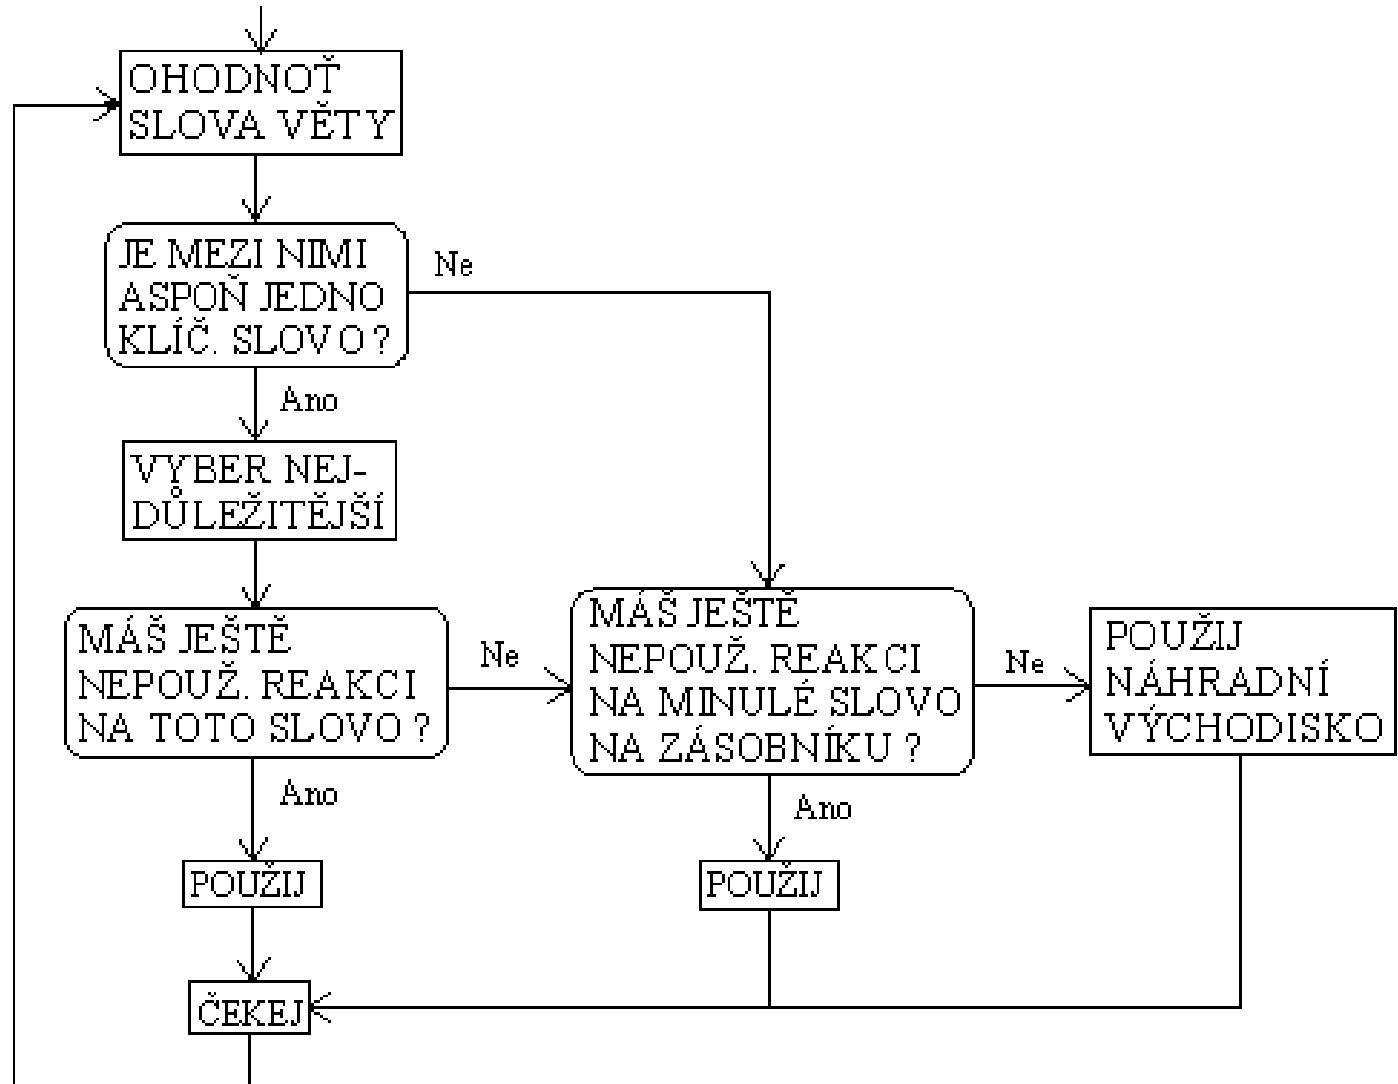 OHODNOŤ
SLOVA VĚTY
JE MEZI NIMI
ASPOŇ JEDNO
KLÍČ. SLOVO ?
Ne
Ano
VYBER NEJ-
DŮLEŽITĚJŠÍ
MÁŠ JEŠTĚ
NEPOUŽ. REAKCI
NA TOTO SLOVO ?
Ne
MÁŠ JEŠTĚ
NEPOUŽ. REAKCI
NA MINULÉ SLOVO
NA ZÁSOBNÍKU ?
Ne
POUŽIJ
NÁHRADNÍ
VÝCHODISKO
Ano
Ano
POUŽIJ
POUŽIJ
ČEKEJ